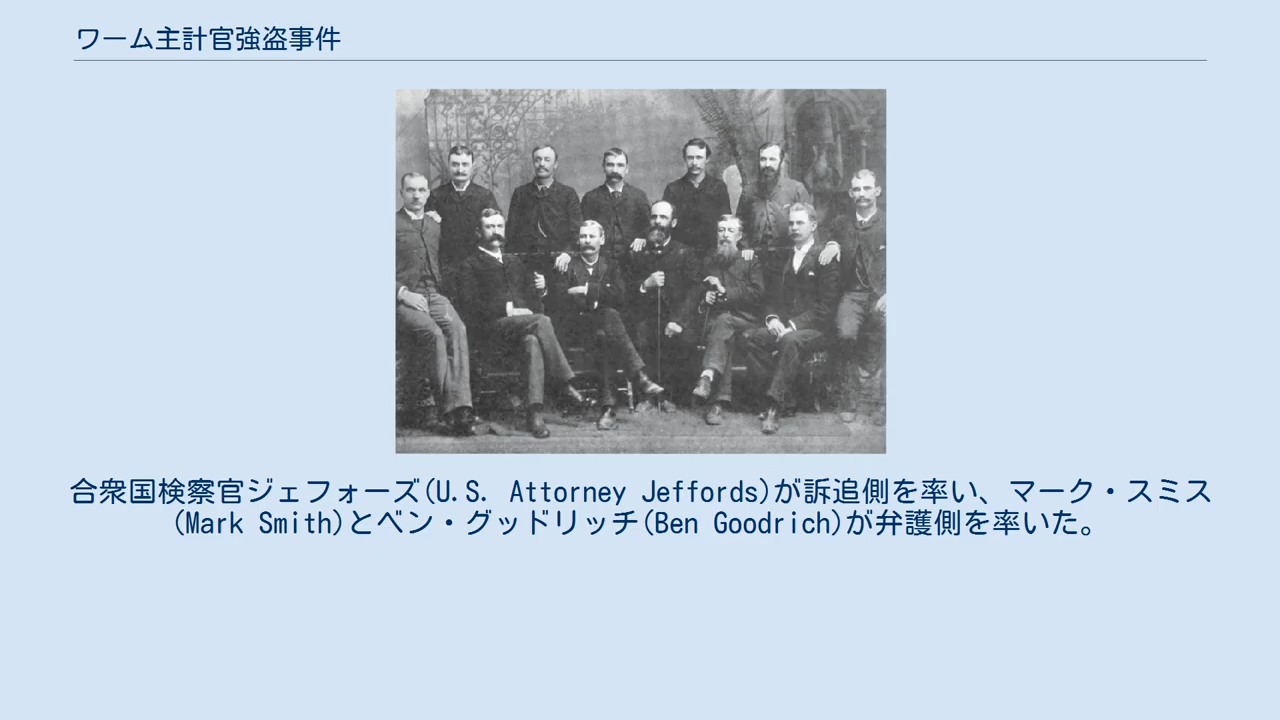 ワーム主計官強盗事件
合衆国検察官ジェフォーズ(U.S. Attorney Jeffords)が訴追側を率い、マーク・スミス
(Mark Smith)とベン・グッドリッチ(Ben Goodrich)が弁護側を率いた。